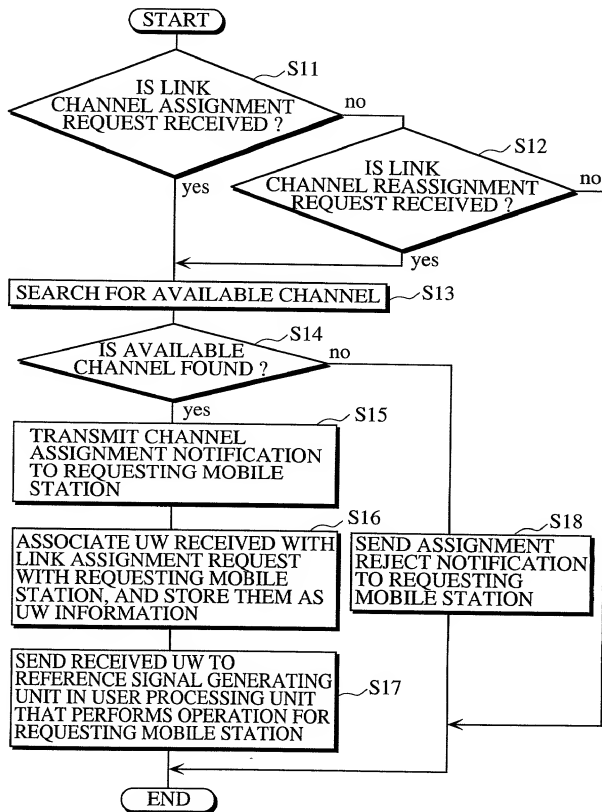 START
S11
IS LINK
CHANNEL ASSIGNMENT
REQUEST RECEIVED ?
no
yes
S12
IS LINK
CHANNEL REASSIGNMENT
REQUEST RECEIVED ?
no
yes
SEARCH FOR AVAILABLE CHANNEL
S13
S14
IS AVAILABLE
CHANNEL FOUND ?
no
yes
S15
TRANSMIT CHANNEL
ASSIGNMENT NOTIFICATION
TO REQUESTING MOBILE
STATION
S16
ASSOCIATE UW RECEIVED WITH
LINK ASSIGNMENT REQUEST
WITH REQUESTING MOBILE
STATION, AND STORE THEM AS
UW INFORMATION
S18
SEND ASSIGNMENT
REJECT NOTIFICATION
TO REQUESTING
MOBILE STATION
SEND RECEIVED UW TO
REFERENCE SIGNAL GENERATING
UNIT IN USER PROCESSING UNIT
THAT PERFORMS OPERATION FOR
REQUESTING MOBILE STATION
S17
END